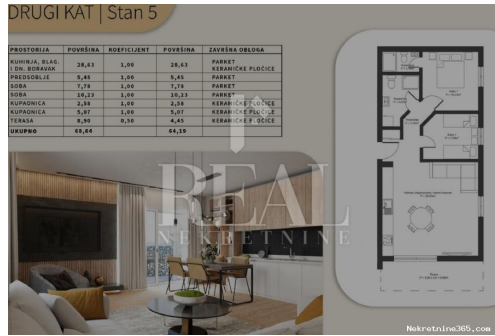 DRUGI KAT | Stan 5
PROSTORIJA POVRŠINA KOEFICIJENT POVRŠINA ZAVRŠNA OBLOGA
KUHINJA, BLAG. I DN. BORAVAK 28,63 1,00 28,63 PARKET KERAMIČKE PLOČICE
PREDSOBLJE 5,45 1,00 5,45 PARKET
SOBA 7,78 1,00 7,78 PARKET
SOBA 10,23 1,00 10,23 PARKET
KUPAONICA 2,58 1,00 2,58 KERAMIČKE PLOČICE
KUPAONICA 5,07 1,00 5,07 KERAMIČKE PLOČICE
TERASA 8,90 0,50 4,45 KERAMIČKE PLOČICE
UKUPNO 68,64 64,19
REAL
NEKRETNINE
Nekretnine365.com